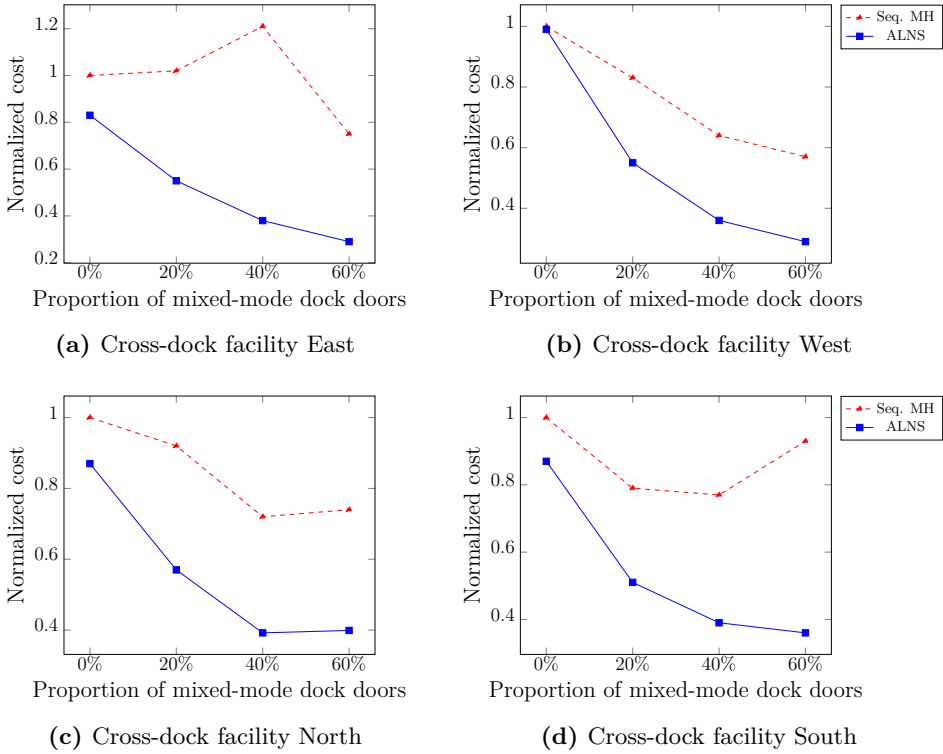 1.2
1
0.8
0.6
0.4
0.2
Normalized cost
0% 20% 40% 60%
Proportion of mixed-mode dock doors
(a) Cross-dock facility East
1
0.8
0.6
0.4
Normalized cost
0% 20% 40% 60%
Proportion of mixed-mode dock doors
(b) Cross-dock facility West
Seq. MH
ALNS
1
0.8
0.6
0.4
Normalized cost
0% 20% 40% 60%
Proportion of mixed-mode dock doors
(c) Cross-dock facility North
1
0.8
0.6
0.4
Normalized cost
0% 20% 40% 60%
Proportion of mixed-mode dock doors
(d) Cross-dock facility South
Seq. MH
ALNS